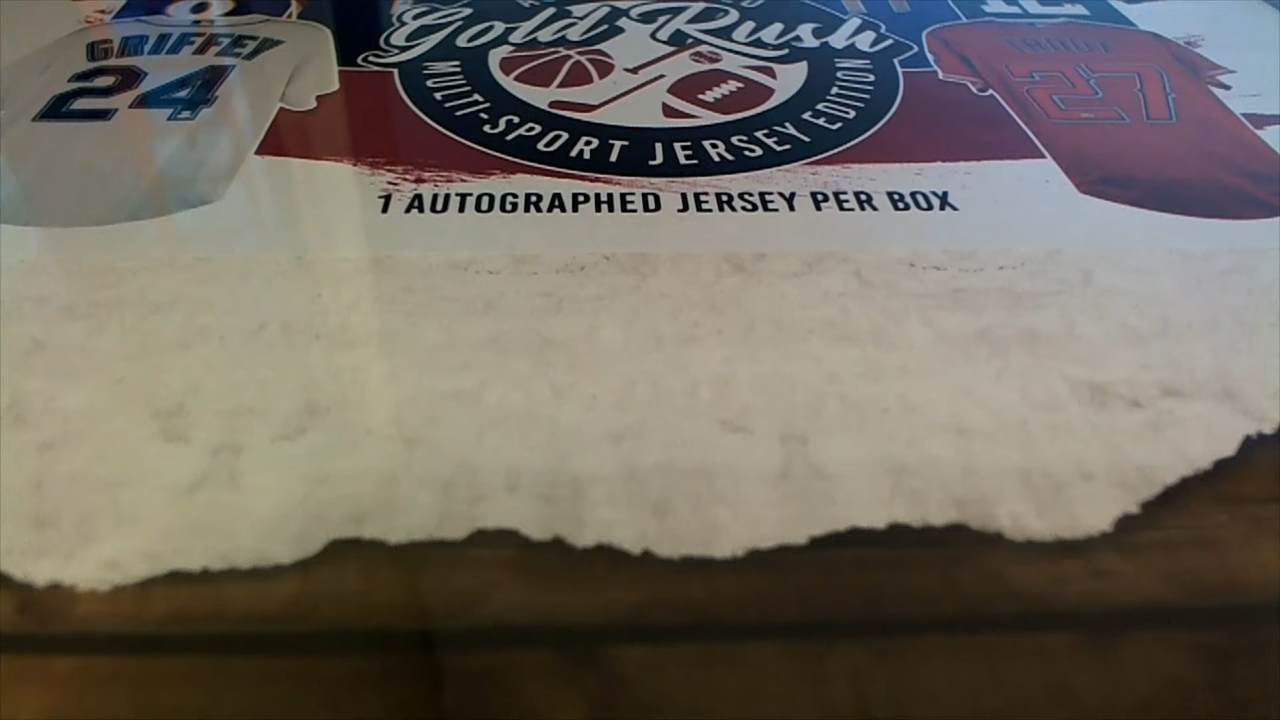 GRIFFEY
24
Gold Rush
MULTI-SPORT JERSEY EDITION
TROUT
27
1 AUTOGRAPHED JERSEY PER BOX